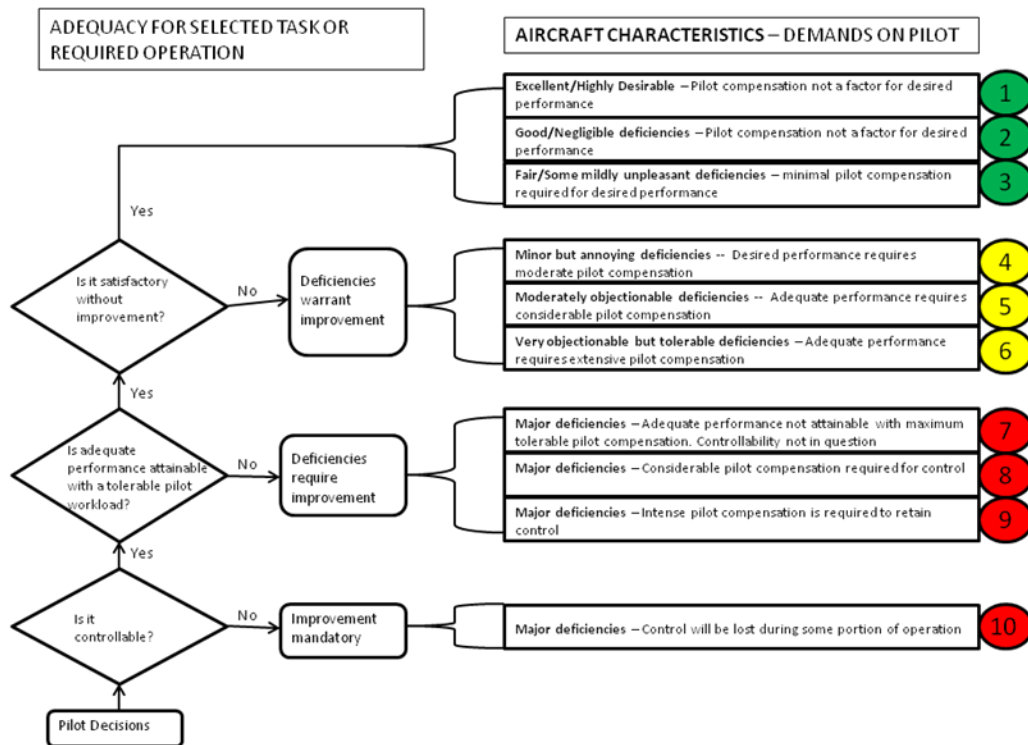 ADEQUACY FOR SELECTED TASK OR
REQUIRED OPERATION
AIRCRAFT CHARACTERISTICS – DEMANDS ON PILOT
Excellent/Highly Desirable – Pilot compensation not a factor for desired
performance
1
Good/Negligible deficiencies – Pilot compensation not a factor for desired
performance
2
Fair/Some mildly unpleasant deficiencies – minimal pilot compensation
required for desired performance
3
Yes
Is it satisfactory
without
improvement?
No
Deficiencies
warrant
improvement
Minor but annoying deficiencies -- Desired performance requires
moderate pilot compensation
4
Moderately objectionable deficiencies -- Adequate performance requires
considerable pilot compensation
5
Very objectionable but tolerable deficiencies – Adequate performance
requires extensive pilot compensation
6
Yes
Is adequate
performance attainable
with a tolerable pilot
workload?
No
Deficiencies
require
improvement
Major deficiencies – Adequate performance not attainable with maximum
tolerable pilot compensation. Controllability not in question
7
Major deficiencies – Considerable pilot compensation required for control
8
Major deficiencies – Intense pilot compensation is required to retain
control
9
Yes
Is it
controllable?
No
Improvement
mandatory
Major deficiencies – Control will be lost during some portion of operation
10
Pilot Decisions